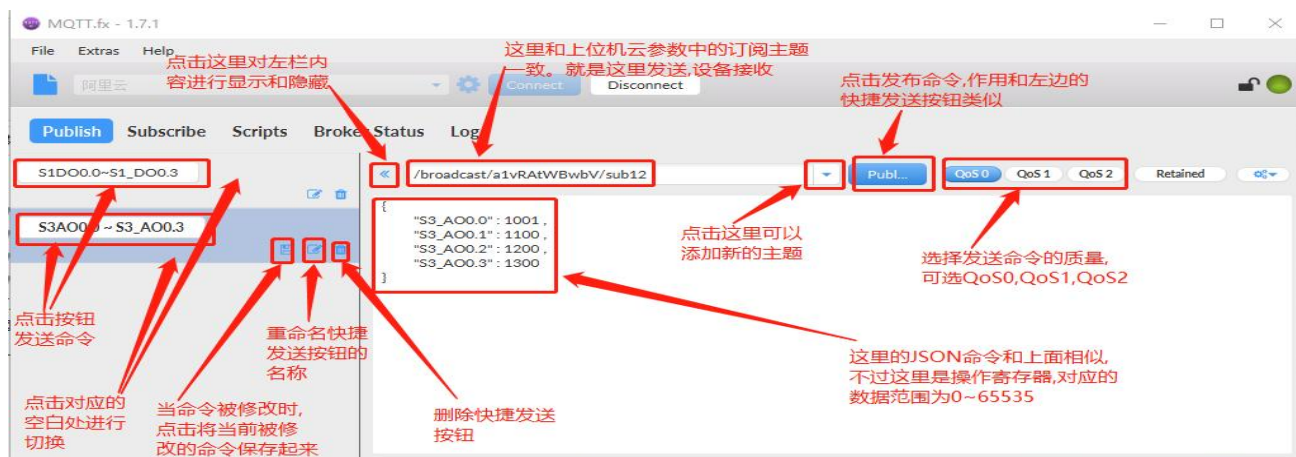 MQTT.fx - 1.7.1
File Extras Help
点击这里对左栏内
容进行显示和隐藏
这里和上位机云参数中的订阅主题
一致。就是这里发送,设备接收
点击发布命令,作用和左边的
快捷发送按钮类似
阿里云
Connect
Disconnect
Publish Subscribe Scripts Broker Status Log
S1DO0.0~S1_DO0.3
/broadcast/a1vRAtWBwbV/sub12
Publ...
QoS 0 QoS 1 QoS 2
Retained
S3AO0.0 ~ S3_AO0.3
{
"S3_AO0.0" : 1001 ,
"S3_AO0.1" : 1100 ,
"S3_AO0.2" : 1200 ,
"S3_AO0.3" : 1300
}
点击这里可以
添加新的主题
选择发送命令的质量,
可选QoS0,QoS1,QoS2
点击按钮
发送命令
重命名快捷
发送按钮的
名称
这里的JSON命令和上面相似,
不过这里是操作寄存器,对应的
数据范围为0~65535
点击对应的
空白处进行
切换
当命令被修改时,
点击将当前被修
改的命令保存起来
删除快捷发送
按钮